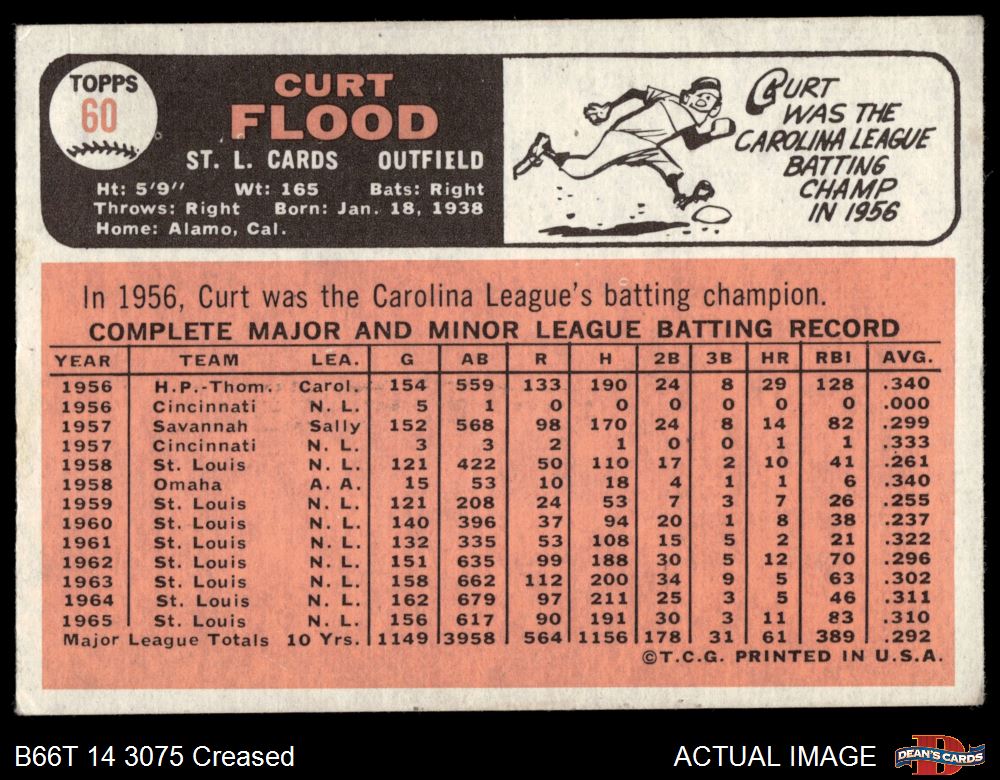 TOPPS
60
CURT
FLOOD
ST. L. CARDS OUTFIELD
Ht: 5'9" Wt: 165 Bats: Right
Throws: Right Born: Jan. 18, 1938
Home: Alamo, Cal.
CURT
WAS THE
CAROLINA LEAGUE
BATTING
CHAMP
IN 1956
In 1956, Curt was the Carolina League's batting champion.
COMPLETE MAJOR AND MINOR LEAGUE BATTING RECORD
YEAR TEAM LEA. G AB R H 2B 3B HR RBI AVG.
1956 H.P.-Thom. Carol. 154 559 133 190 24 8 29 128 .340
1956 Cincinnati N. L. 5 1 0 0 0 0 0 0 .000
1957 Savannah Sally 152 568 98 170 24 8 14 82 .299
1957 Cincinnati N. L. 3 3 2 1 0 0 1 1 .333
1958 St. Louis N. L. 121 422 50 110 17 2 10 41 .261
1958 Omaha A. A. 15 53 10 18 4 1 1 6 .340
1959 St. Louis N. L. 121 208 24 53 7 3 7 26 .255
1960 St. Louis N. L. 140 396 37 94 20 1 8 38 .237
1961 St. Louis N. L. 132 335 53 108 15 5 2 21 .322
1962 St. Louis N. L. 151 635 99 188 30 5 12 70 .296
1963 St. Louis N. L. 158 662 112 200 34 9 5 63 .302
1964 St. Louis N. L. 162 679 97 211 25 3 5 46 .311
1965 St. Louis N. L. 156 617 90 191 30 3 11 83 .310
Major League Totals 10 Yrs. 1149 3958 564 1156 178 31 61 389 .292
©T.C.G. PRINTED IN U.S.A.
B66T 14 3075 Creased
ACTUAL IMAGE
DEAN'S CARDS